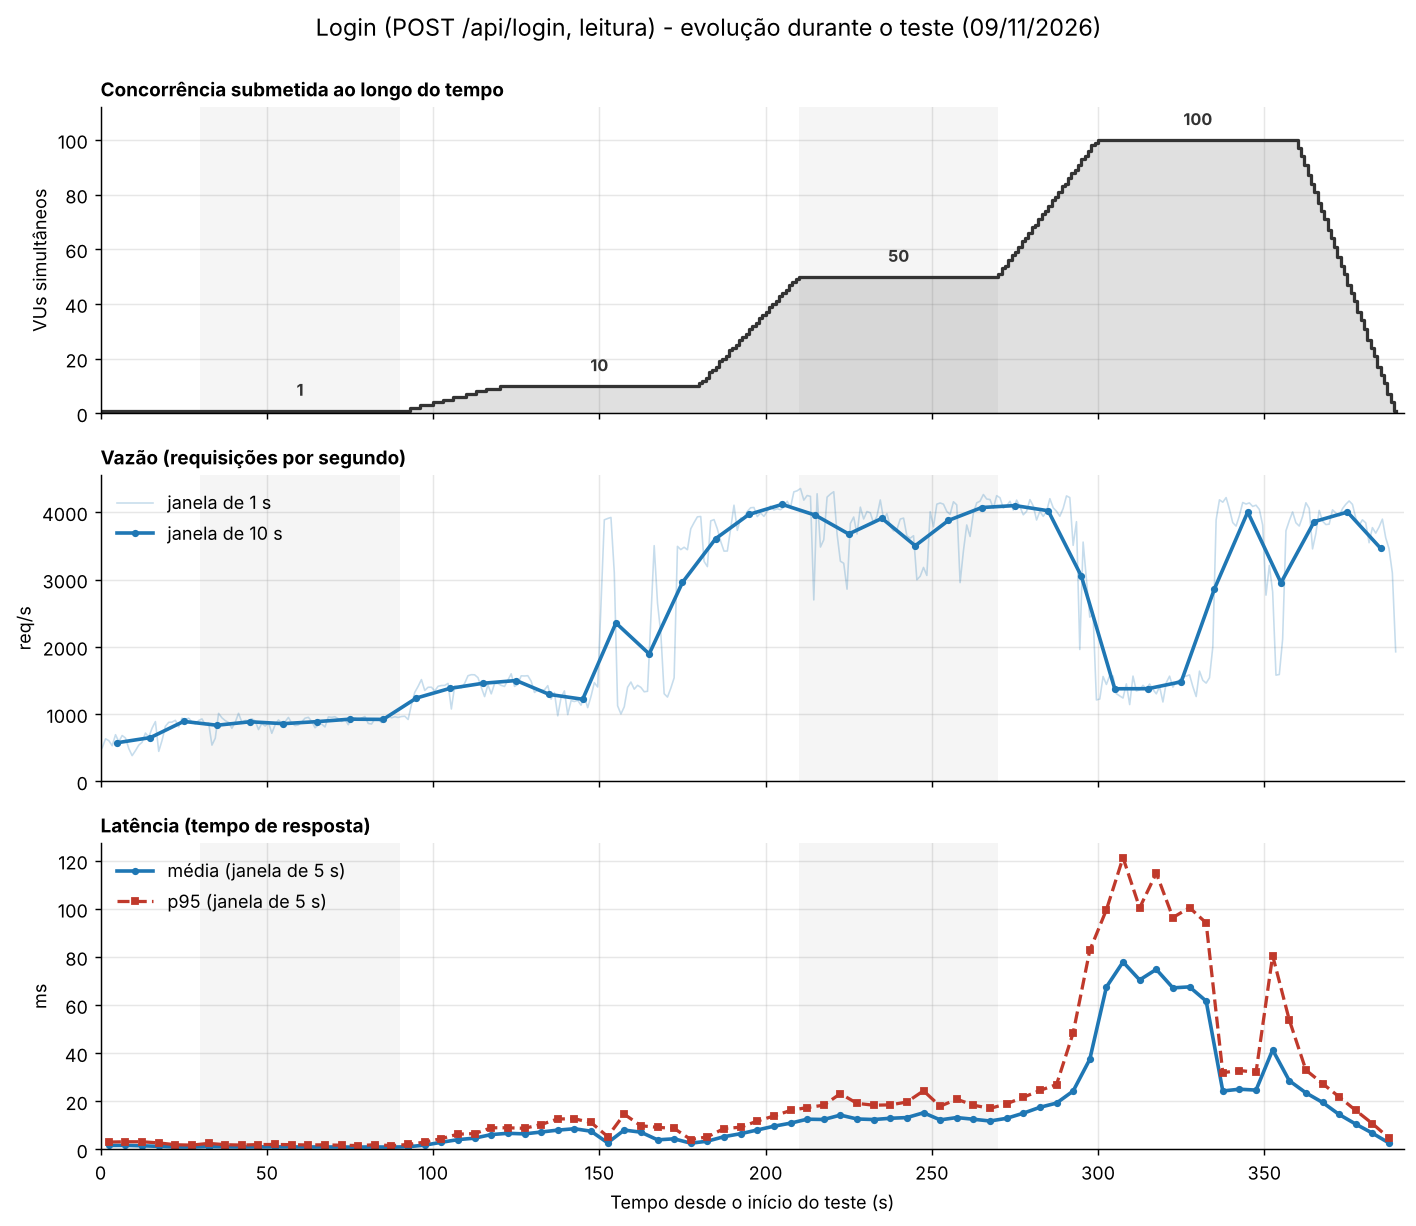 Login (POST /api/login, leitura) - evolução durante o teste (09/11/2026)
Concorrência submetida ao longo do tempo
VUs simultâneos
100
80
60
40
20
0
1
10
50
100
Vazão (requisições por segundo)
req/s
4000
3000
2000
1000
0
janela de 1 s
janela de 10 s
Latência (tempo de resposta)
ms
120
100
80
60
40
20
0
média (janela de 5 s)
p95 (janela de 5 s)
0 50 100 150 200 250 300 350
Tempo desde o início do teste (s)